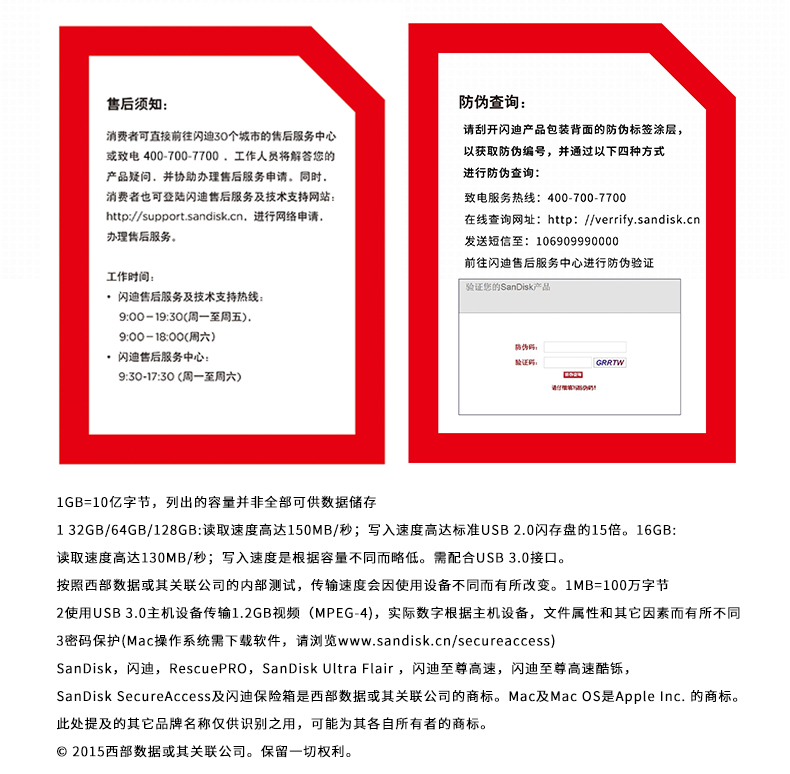 售后须知：
消费者可直接前往闪迪30个城市的售后服务中心
或致电 400-700-7700 ，工作人员将解答您的
产品疑问，并协助办理售后服务申请。同时，
消费者也可登陆闪迪售后服务及技术支持网站：
http://support.sandisk.cn，进行网络申请，
办理售后服务。
工作时间：
• 闪迪售后服务及技术支持热线：
9:00－19:30(周一至周五)，
9:00－18:00(周六)
• 闪迪售后服务中心：
9:30-17:30 (周一至周六)
防伪查询：
请刮开闪迪产品包装背面的防伪标签涂层，
以获取防伪编号，并通过以下四种方式
进行防伪查询：
致电服务热线：400-700-7700
在线查询网址：http：//verrify.sandisk.cn
发送短信至：106909990000
前往闪迪售后服务中心进行防伪验证
验证您的SanDisk产品
防伪码：
验证码： GRRTW
1GB=10亿字节，列出的容量并非全部可供数据储存
1 32GB/64GB/128GB:读取速度高达150MB/秒；写入速度高达标准USB 2.0闪存盘的15倍。16GB:
读取速度高达130MB/秒；写入速度是根据容量不同而略低。需配合USB 3.0接口。
按照西部数据或其关联公司的内部测试，传输速度会因使用设备不同而有所改变。1MB=100万字节
2使用USB 3.0主机设备传输1.2GB视频（MPEG-4)，实际数字根据主机设备，文件属性和其它因素而有所不同
3密码保护(Mac操作系统需下载软件，请浏览www.sandisk.cn/secureaccess)
SanDisk，闪迪，RescuePRO，SanDisk Ultra Flair ，闪迪至尊高速，闪迪至尊高速酷铄，
SanDisk SecureAccess及闪迪保险箱是西部数据或其关联公司的商标。Mac及Mac OS是Apple Inc. 的商标。
此处提及的其它品牌名称仅供识别之用，可能为其各自所有者的商标。
© 2015西部数据或其关联公司。保留一切权利。